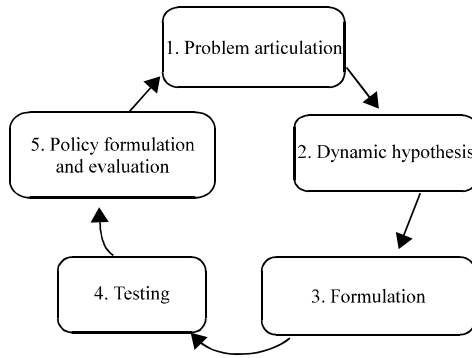 1. Problem articulation
2. Dynamic hypothesis
3. Formulation
4. Testing
5. Policy formulation
and evaluation